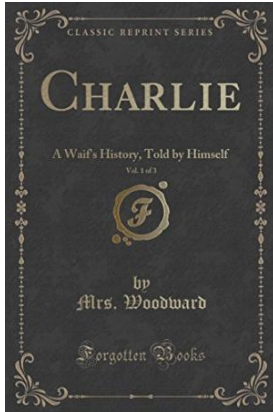 CLASSIC REPRINT SERIES
CHARLIE
A Waif's History, Told by Himself
Vol. 1 of 3
F
by
Mrs. Woodward
Forgotten Books